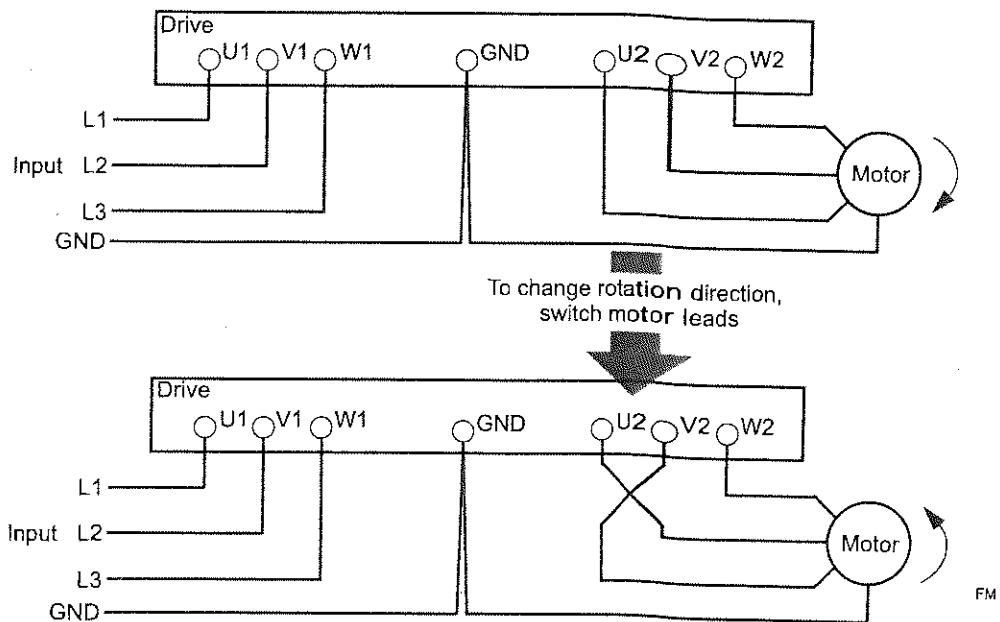 Drive
U1 V1 W1 GND U2 V2 W2
L1
Input L2
L3
GND
Motor
To change rotation direction,
switch motor leads
Drive
U1 V1 W1 GND U2 V2 W2
L1
Input L2
L3
GND
Motor
FM